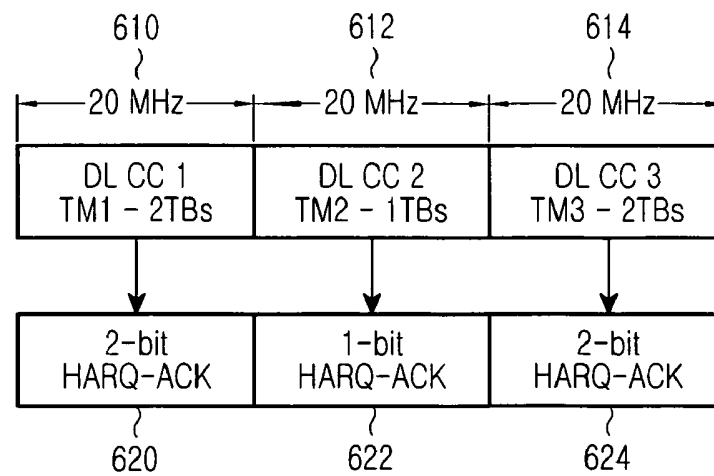 610 612 614
20 MHz 20 MHz 20 MHz
DL CC 1 DL CC 2 DL CC 3
TM1 - 2TBs TM2 - 1TBs TM3 - 2TBs
2-bit 1-bit 2-bit
HARQ-ACK HARQ-ACK HARQ-ACK
620 622 624